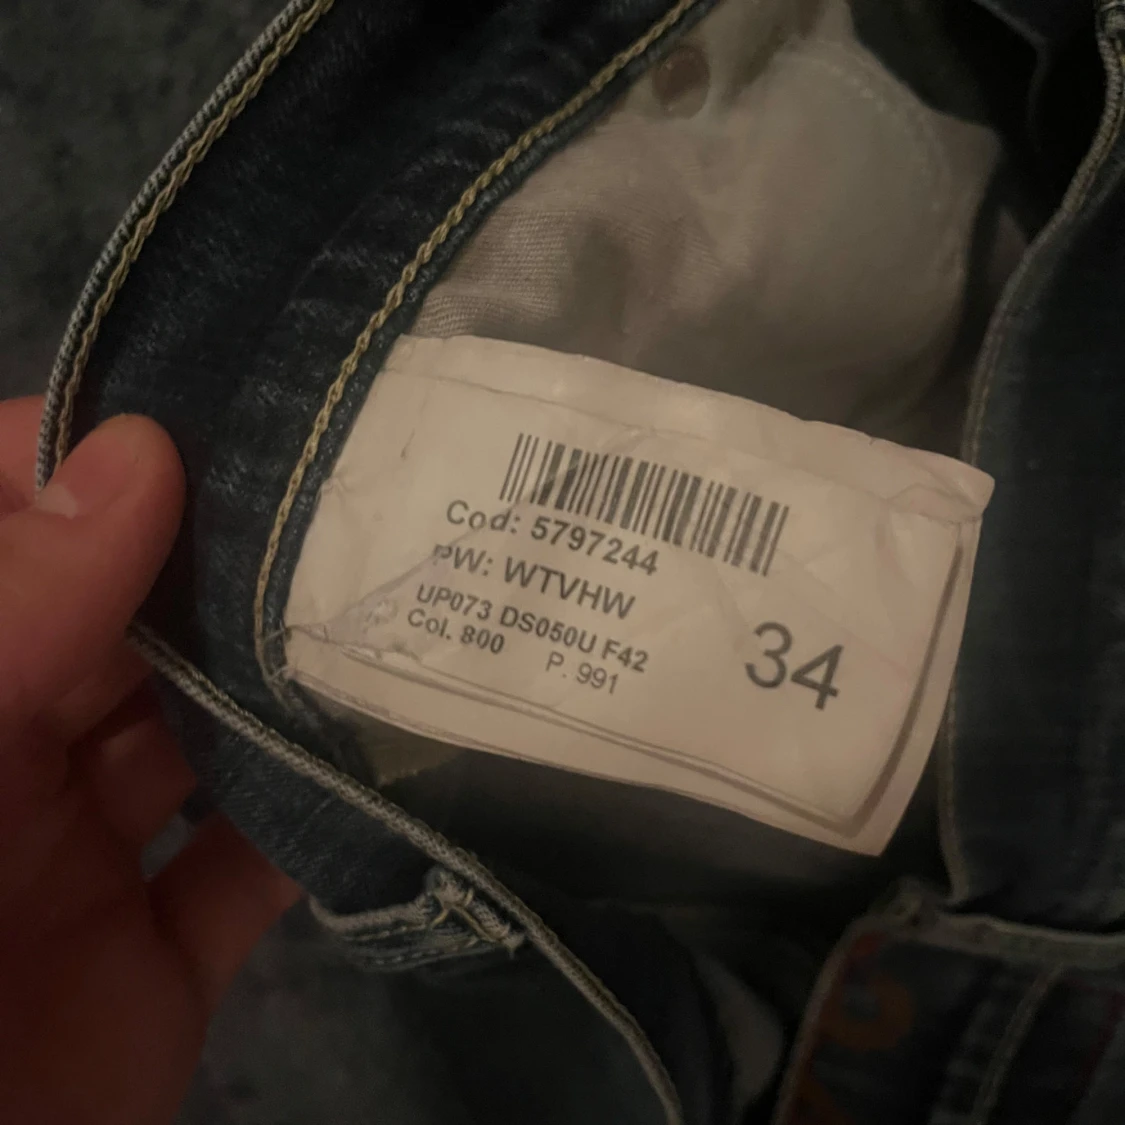 Cod: 5797244
PW: WTVHW
UP073 DS050U F42
Col. 800 P. 991
34